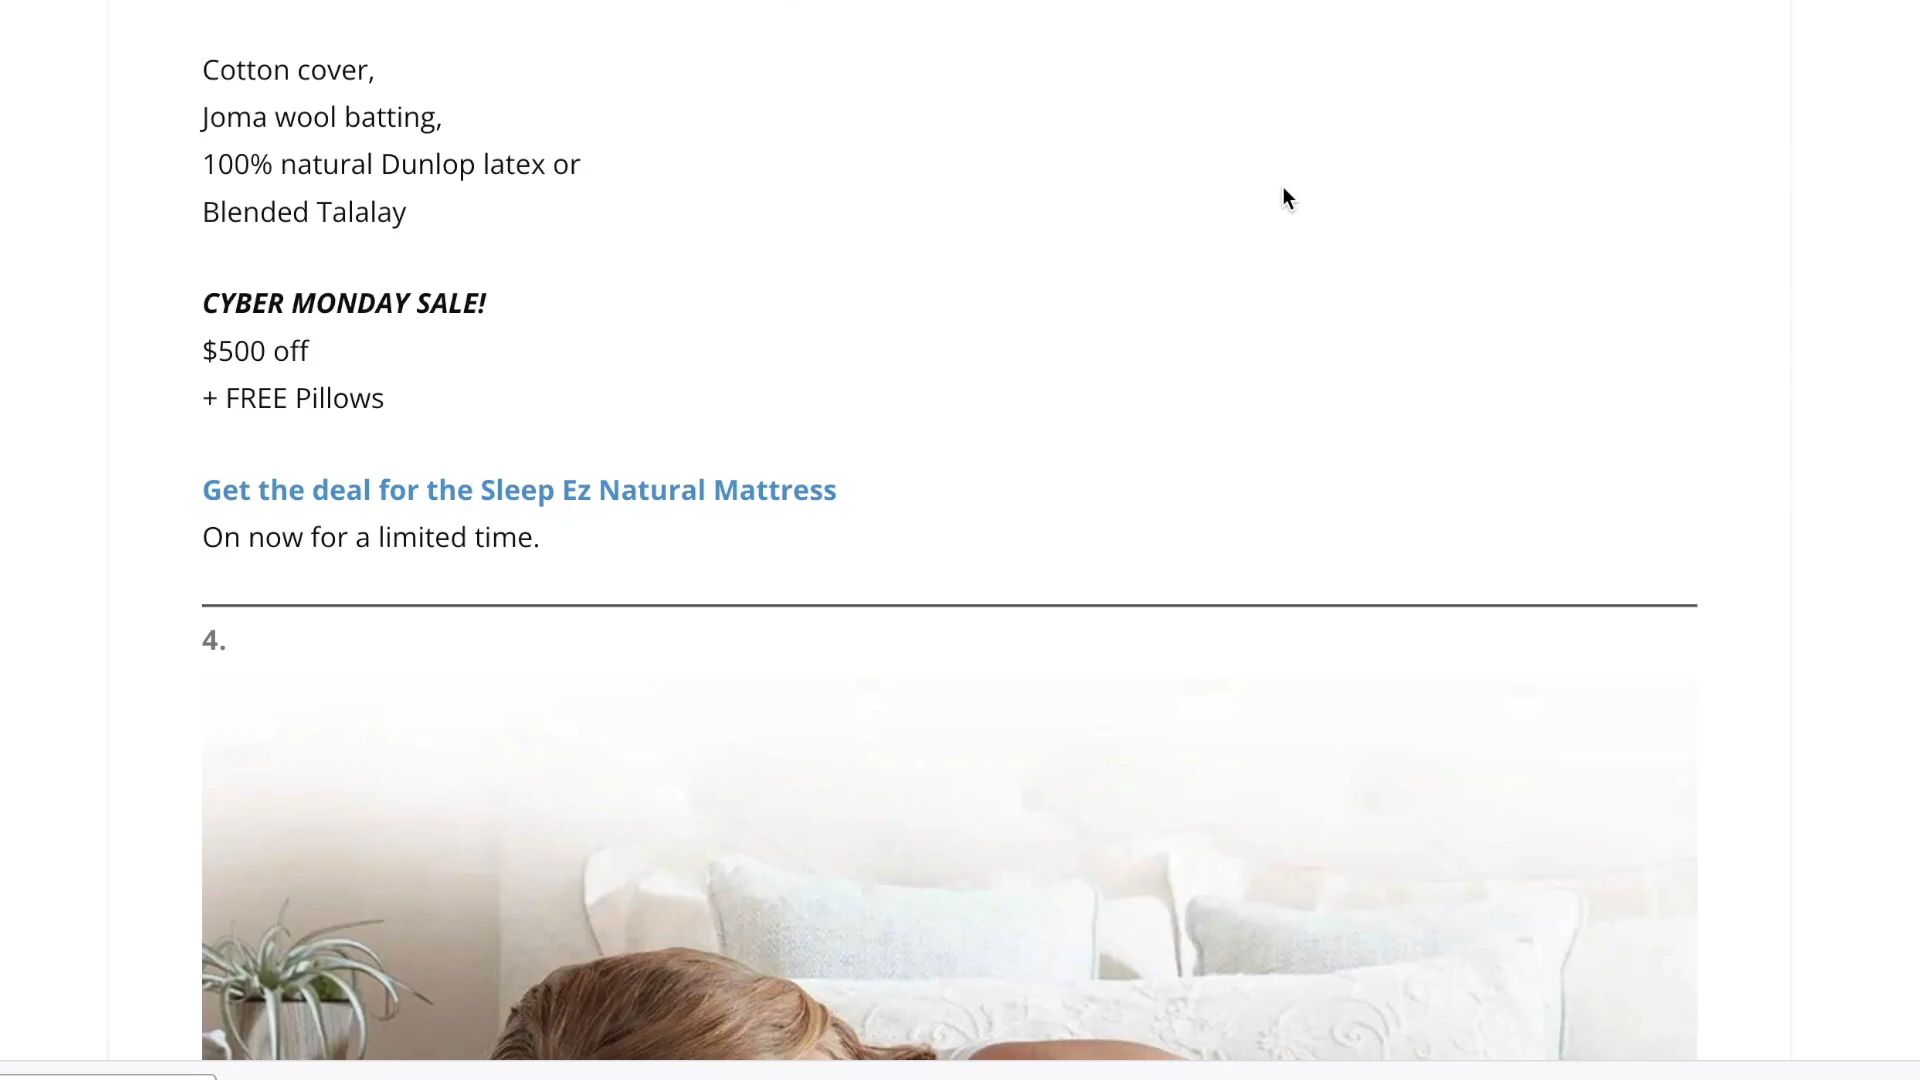 Cotton cover,
Joma wool batting,
100% natural Dunlop latex or
Blended Talalay
CYBER MONDAY SALE!
$500 off
+ FREE Pillows
Get the deal for the Sleep Ez Natural Mattress
On now for a limited time.
4.